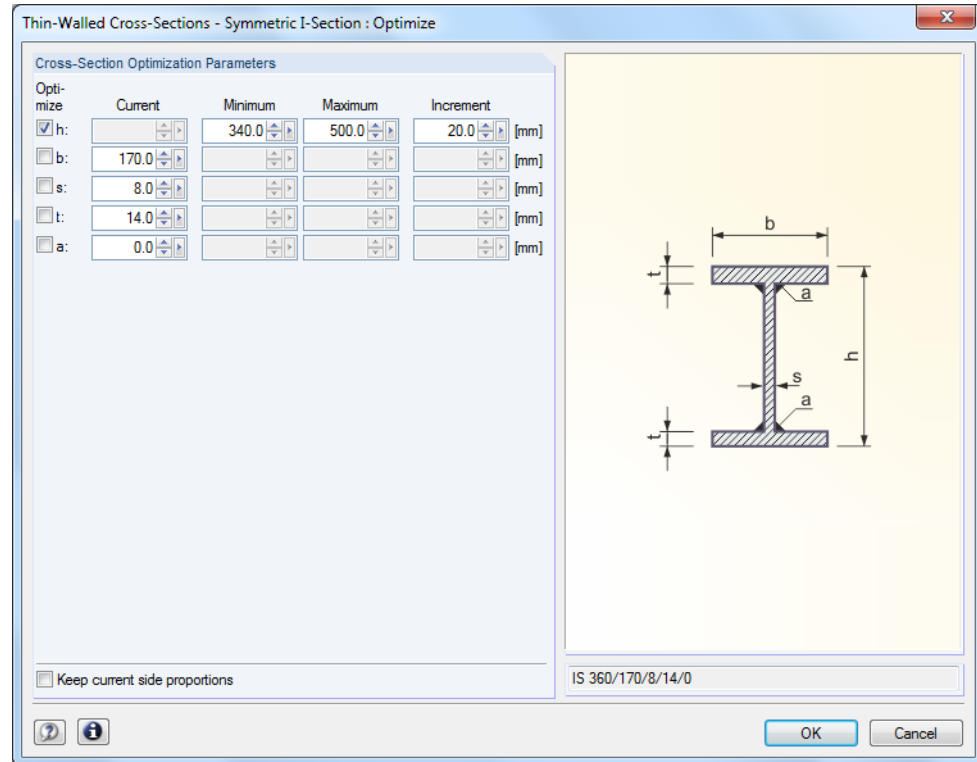 Thin-Walled Cross-Sections - Symmetric I-Section : Optimize
Cross-Section Optimization Parameters
Opti-
mize Current Minimum Maximum Increment
h: 340.0 500.0 20.0 [mm]
b: 170.0 [mm]
s: 8.0 [mm]
t: 14.0 [mm]
a: 0.0 [mm]
b
t
a
h
s
a
t
Keep current side proportions
IS 360/170/8/14/0
OK Cancel